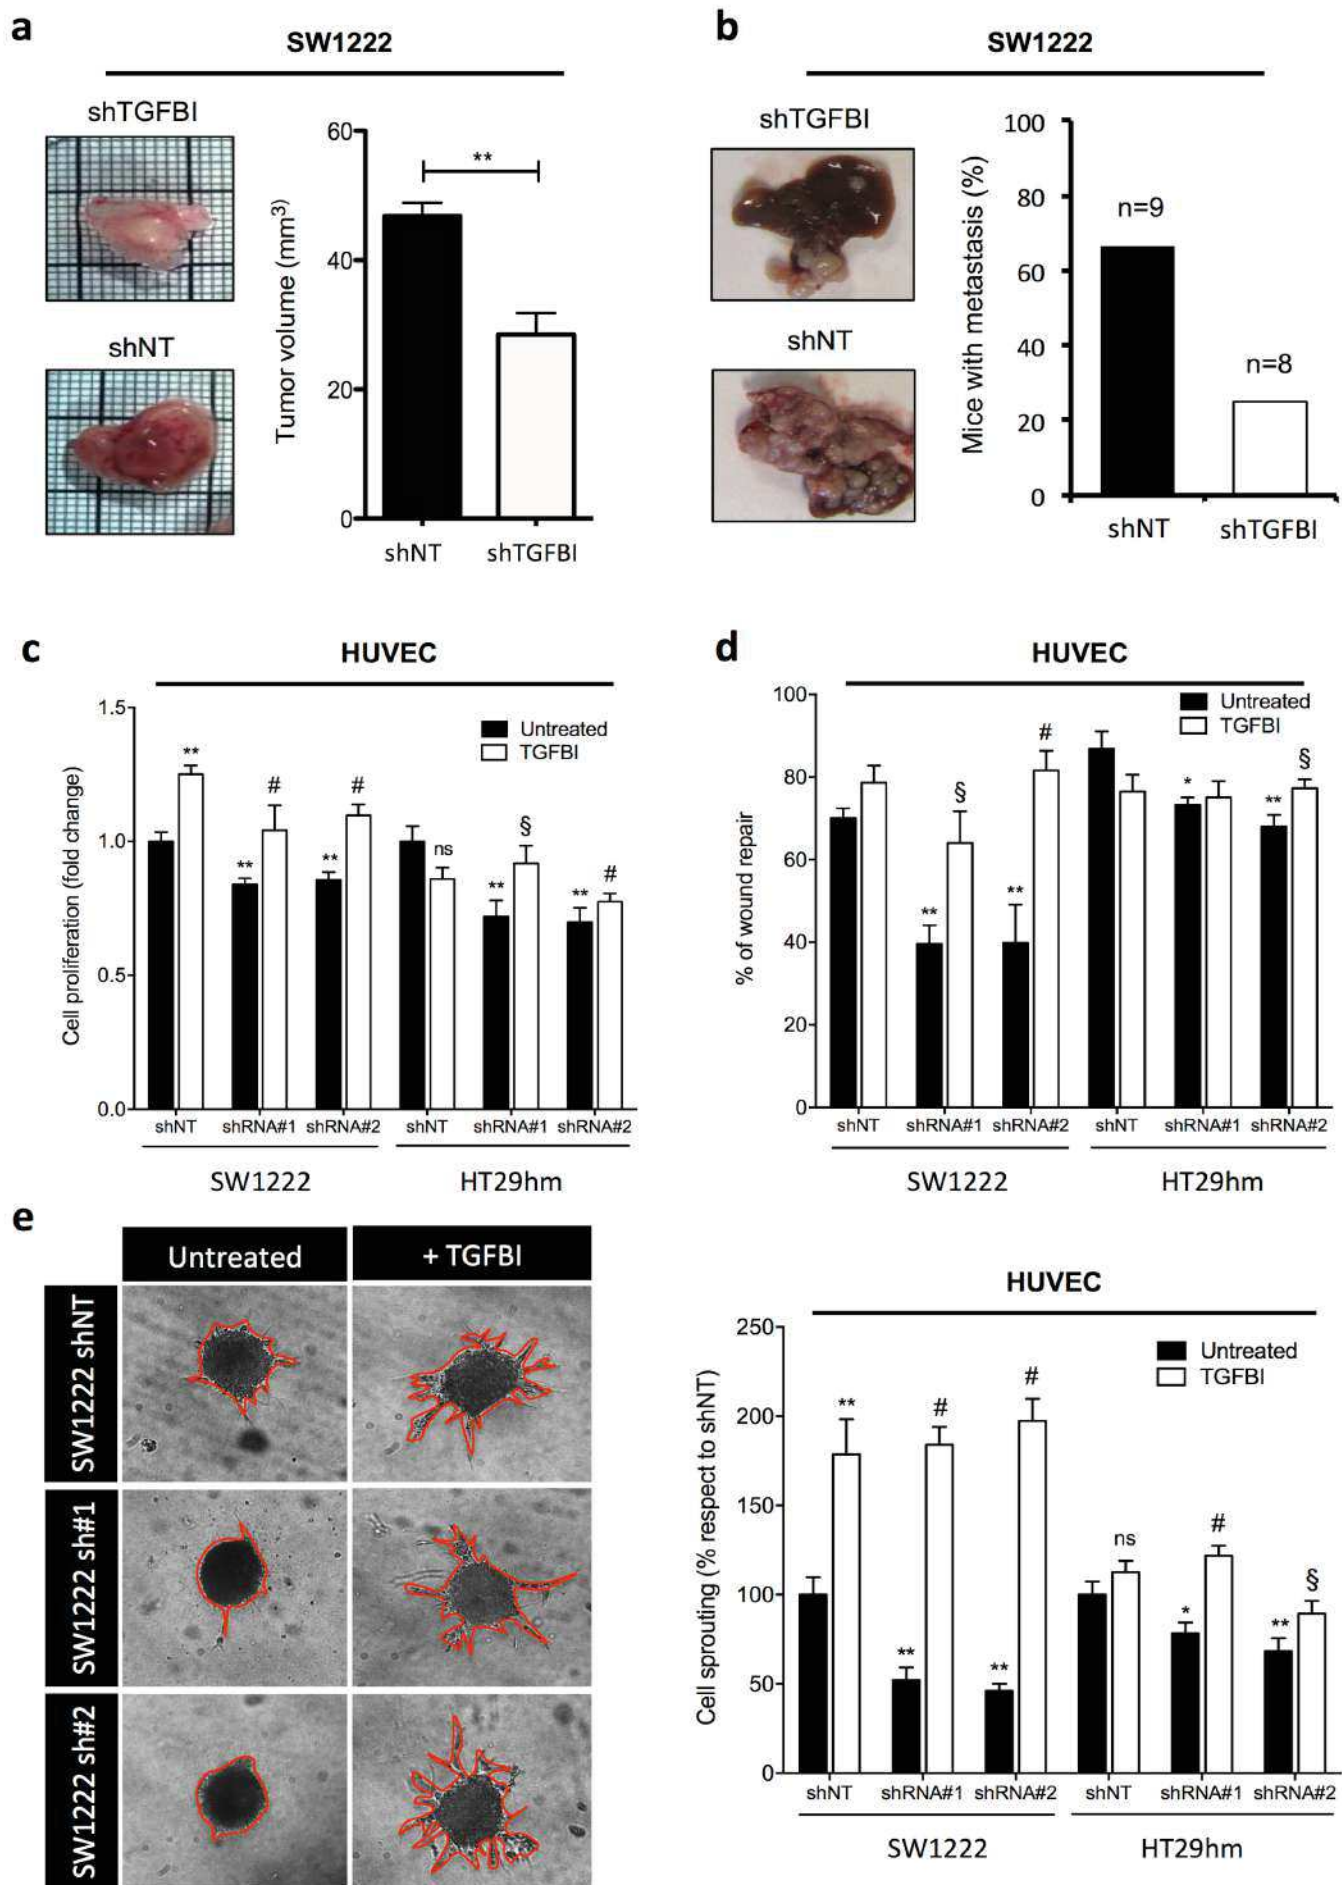 a
SW1222
shTGFBI
shNT
Tumor volume (mm³)
60
40
20
0
**
shNT
shTGFBI
b
SW1222
shTGFBI
shNT
Mice with metastasis (%)
100
80
60
40
20
0
n=9
n=8
shNT
shTGFBI
c
HUVEC
Cell proliferation (fold change)
1.5
1.0
0.5
0.0
Untreated
TGFBI
**
**
#
**
#
ns
**
§
**
#
shNT shRNA#1 shRNA#2 shNT shRNA#1 shRNA#2
SW1222 HT29hm
d
HUVEC
% of wound repair
100
80
60
40
20
0
Untreated
TGFBI
**
§
**
#
*
**
§
shNT shRNA#1 shRNA#2 shNT shRNA#1 shRNA#2
SW1222 HT29hm
e
Untreated + TGFBI
SW1222 shNT
SW1222 sh#1
SW1222 sh#2
HUVEC
Cell sprouting (% respect to shNT)
250
200
150
100
50
0
Untreated
TGFBI
**
**
#
**
#
ns
*
#
**
§
shNT shRNA#1 shRNA#2 shNT shRNA#1 shRNA#2
SW1222 HT29hm